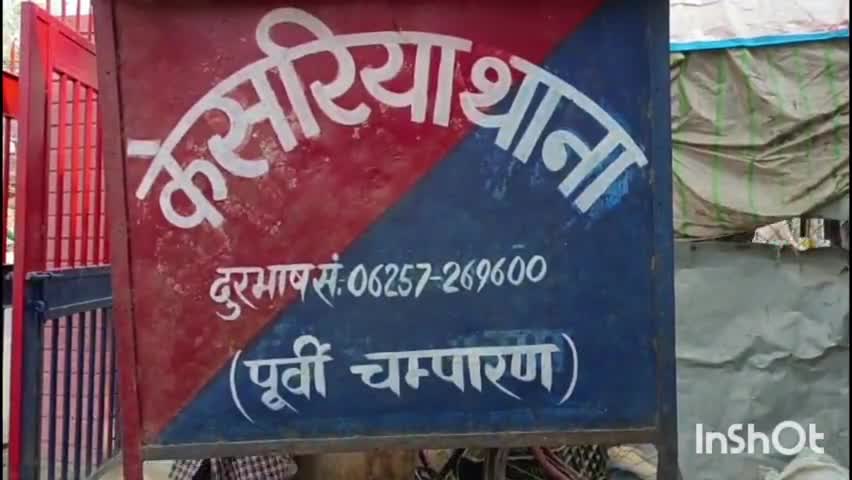 केसरिया थाना
दुरभाष सं:06257-269600
(पूर्वी चम्पारण)
InShOt